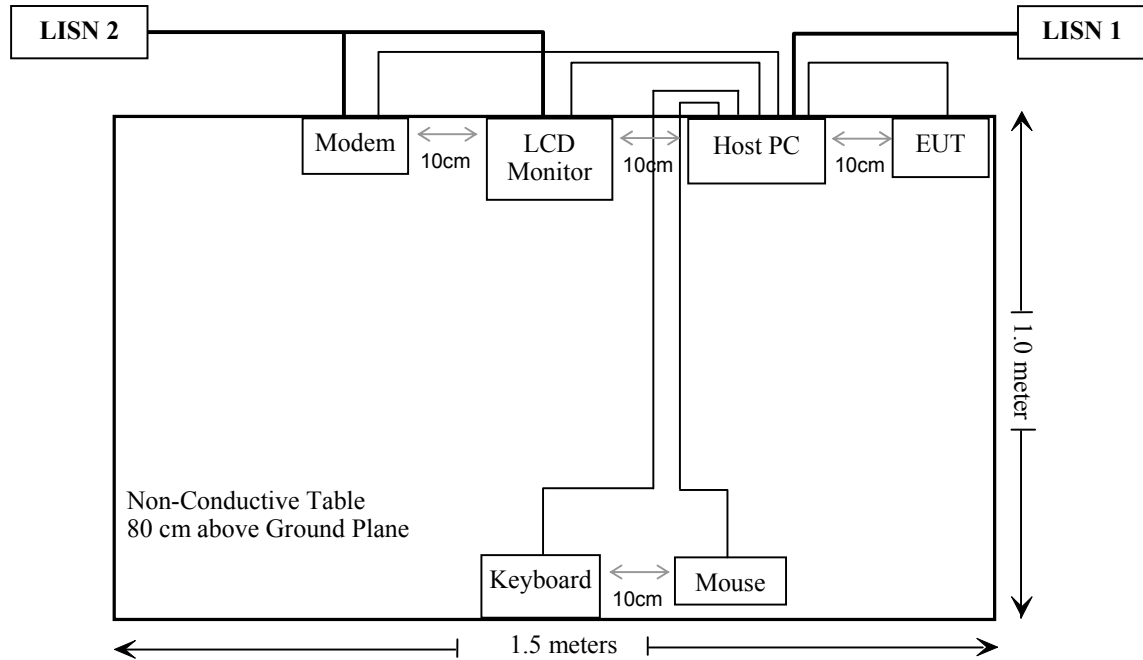 LISN 2
LISN 1
Modem
10cm
LCD
Monitor
10cm
Host PC
10cm
EUT
1.0 meter
Non-Conductive Table
80 cm above Ground Plane
Keyboard
10cm
Mouse
1.5 meters